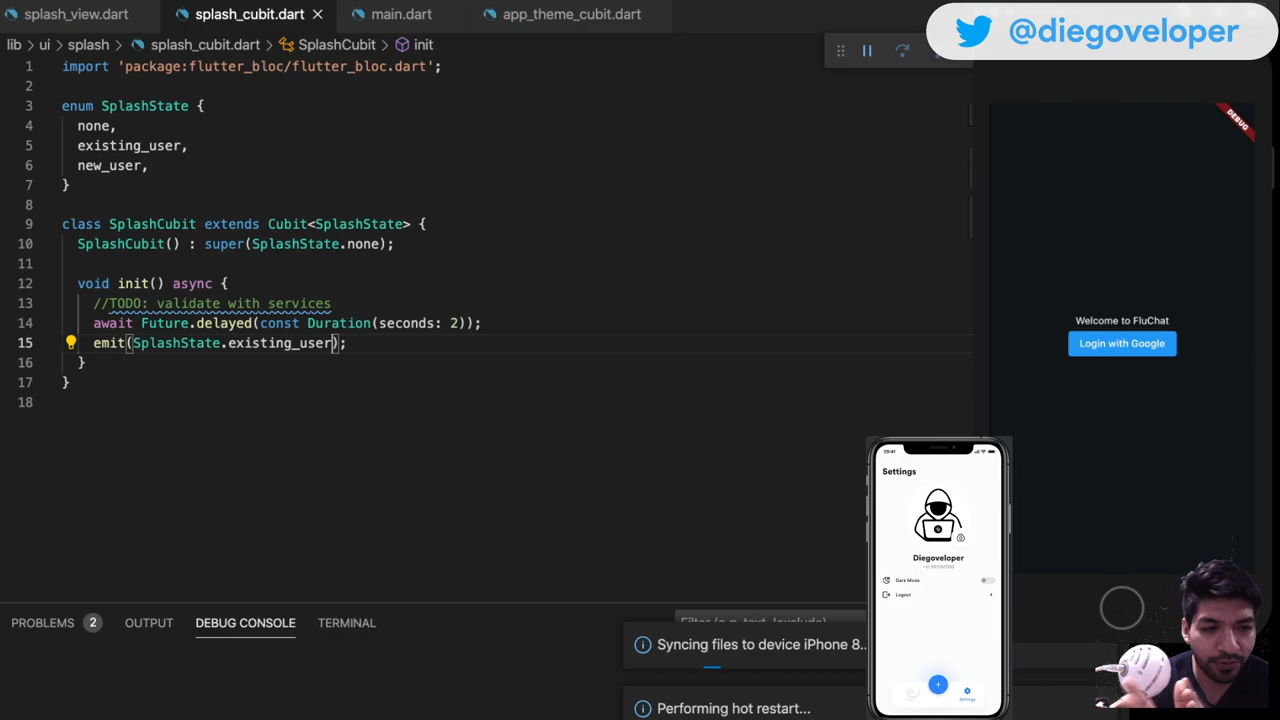 splash_view.dart
splash_cubit.dart
main.dart
app_theme_cubit.dart
@diegoveloper
lib > ui > splash > splash_cubit.dart > SplashCubit > init
1 import 'package:flutter_bloc/flutter_bloc.dart';
2
3 enum SplashState {
4 none,
5 existing_user,
6 new_user,
7 }
8
9 class SplashCubit extends Cubit<SplashState> {
10 SplashCubit() : super(SplashState.none);
11
12 void init() async {
13 //TODO: validate with services
14 await Future.delayed(const Duration(seconds: 2));
15 emit(SplashState.existing_user);
16 }
17 }
18
DEBUG
Welcome to FluChat
Login with Google
09:41
Settings
Diegoveloper
Dark Mode
Logout
+
Settings
PROBLEMS 2 OUTPUT DEBUG CONSOLE TERMINAL
Syncing files to device iPhone 8...
Performing hot restart...